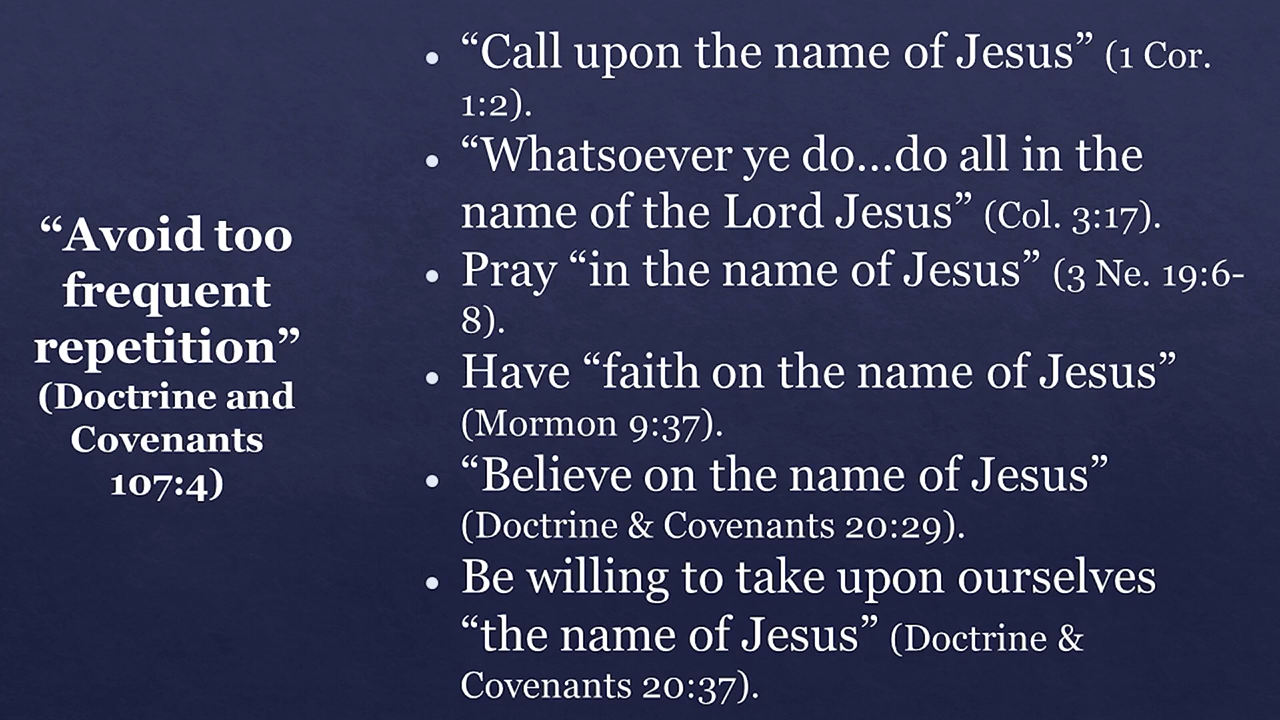 “Avoid too
frequent
repetition”
(Doctrine and
Covenants
107:4)
• “Call upon the name of Jesus” (1 Cor.
1:2).
• “Whatsoever ye do...do all in the
name of the Lord Jesus” (Col. 3:17).
• Pray “in the name of Jesus” (3 Ne. 19:6-
8).
• Have “faith on the name of Jesus”
(Mormon 9:37).
• “Believe on the name of Jesus”
(Doctrine & Covenants 20:29).
• Be willing to take upon ourselves
“the name of Jesus” (Doctrine &
Covenants 20:37).